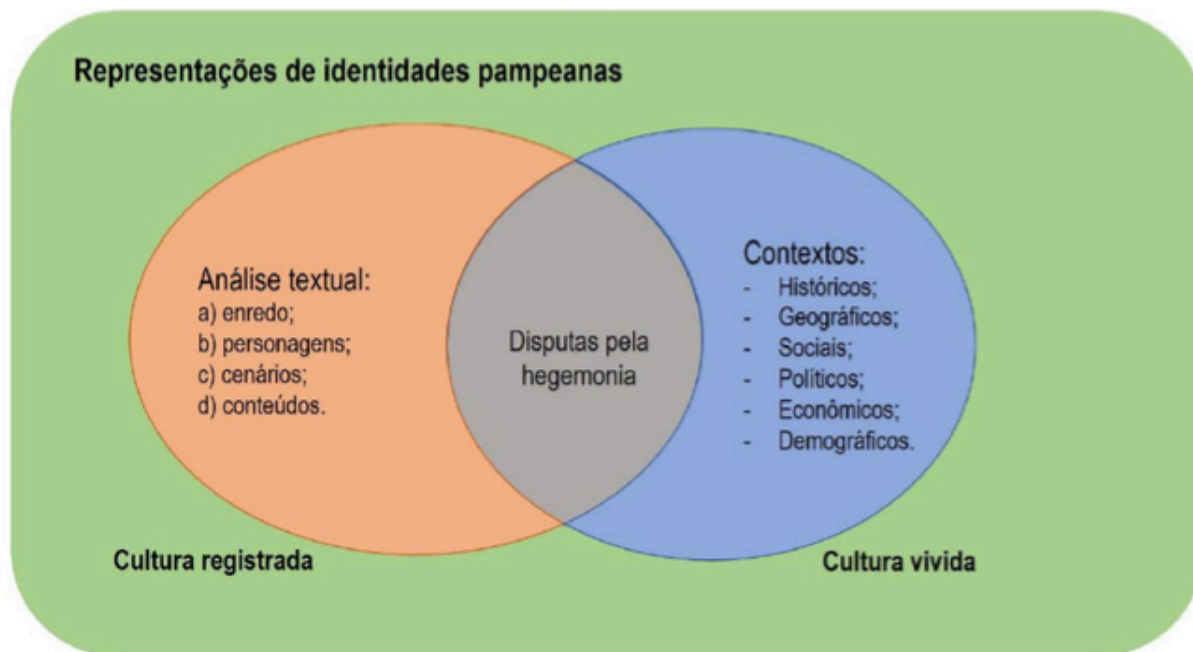 Representações de identidades pampeanas
Análise textual:
a) enredo;
b) personagens;
c) cenários;
d) conteúdos.
Disputas pela
hegemonia
Contextos:
- Históricos;
- Geográficos;
- Sociais;
- Políticos;
- Econômicos;
- Demográficos.
Cultura registrada
Cultura vivida